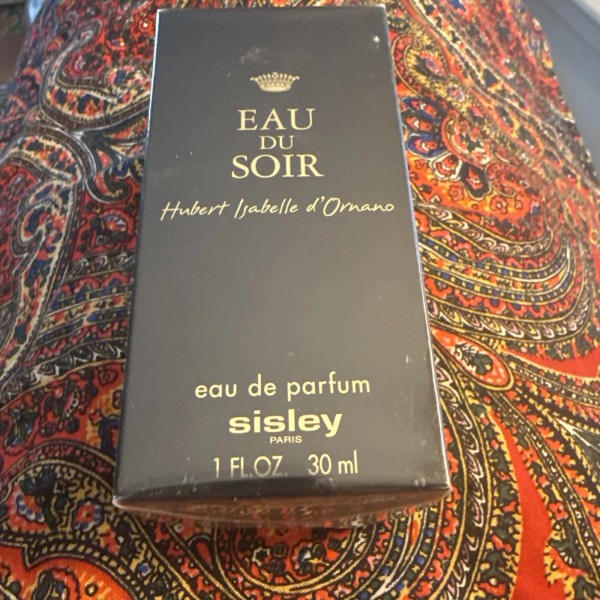 EAU
DU
SOIR
Hubert Isabelle d'Ornano
eau de parfum
sisley
PARIS
1 FL.OZ. 30 ml